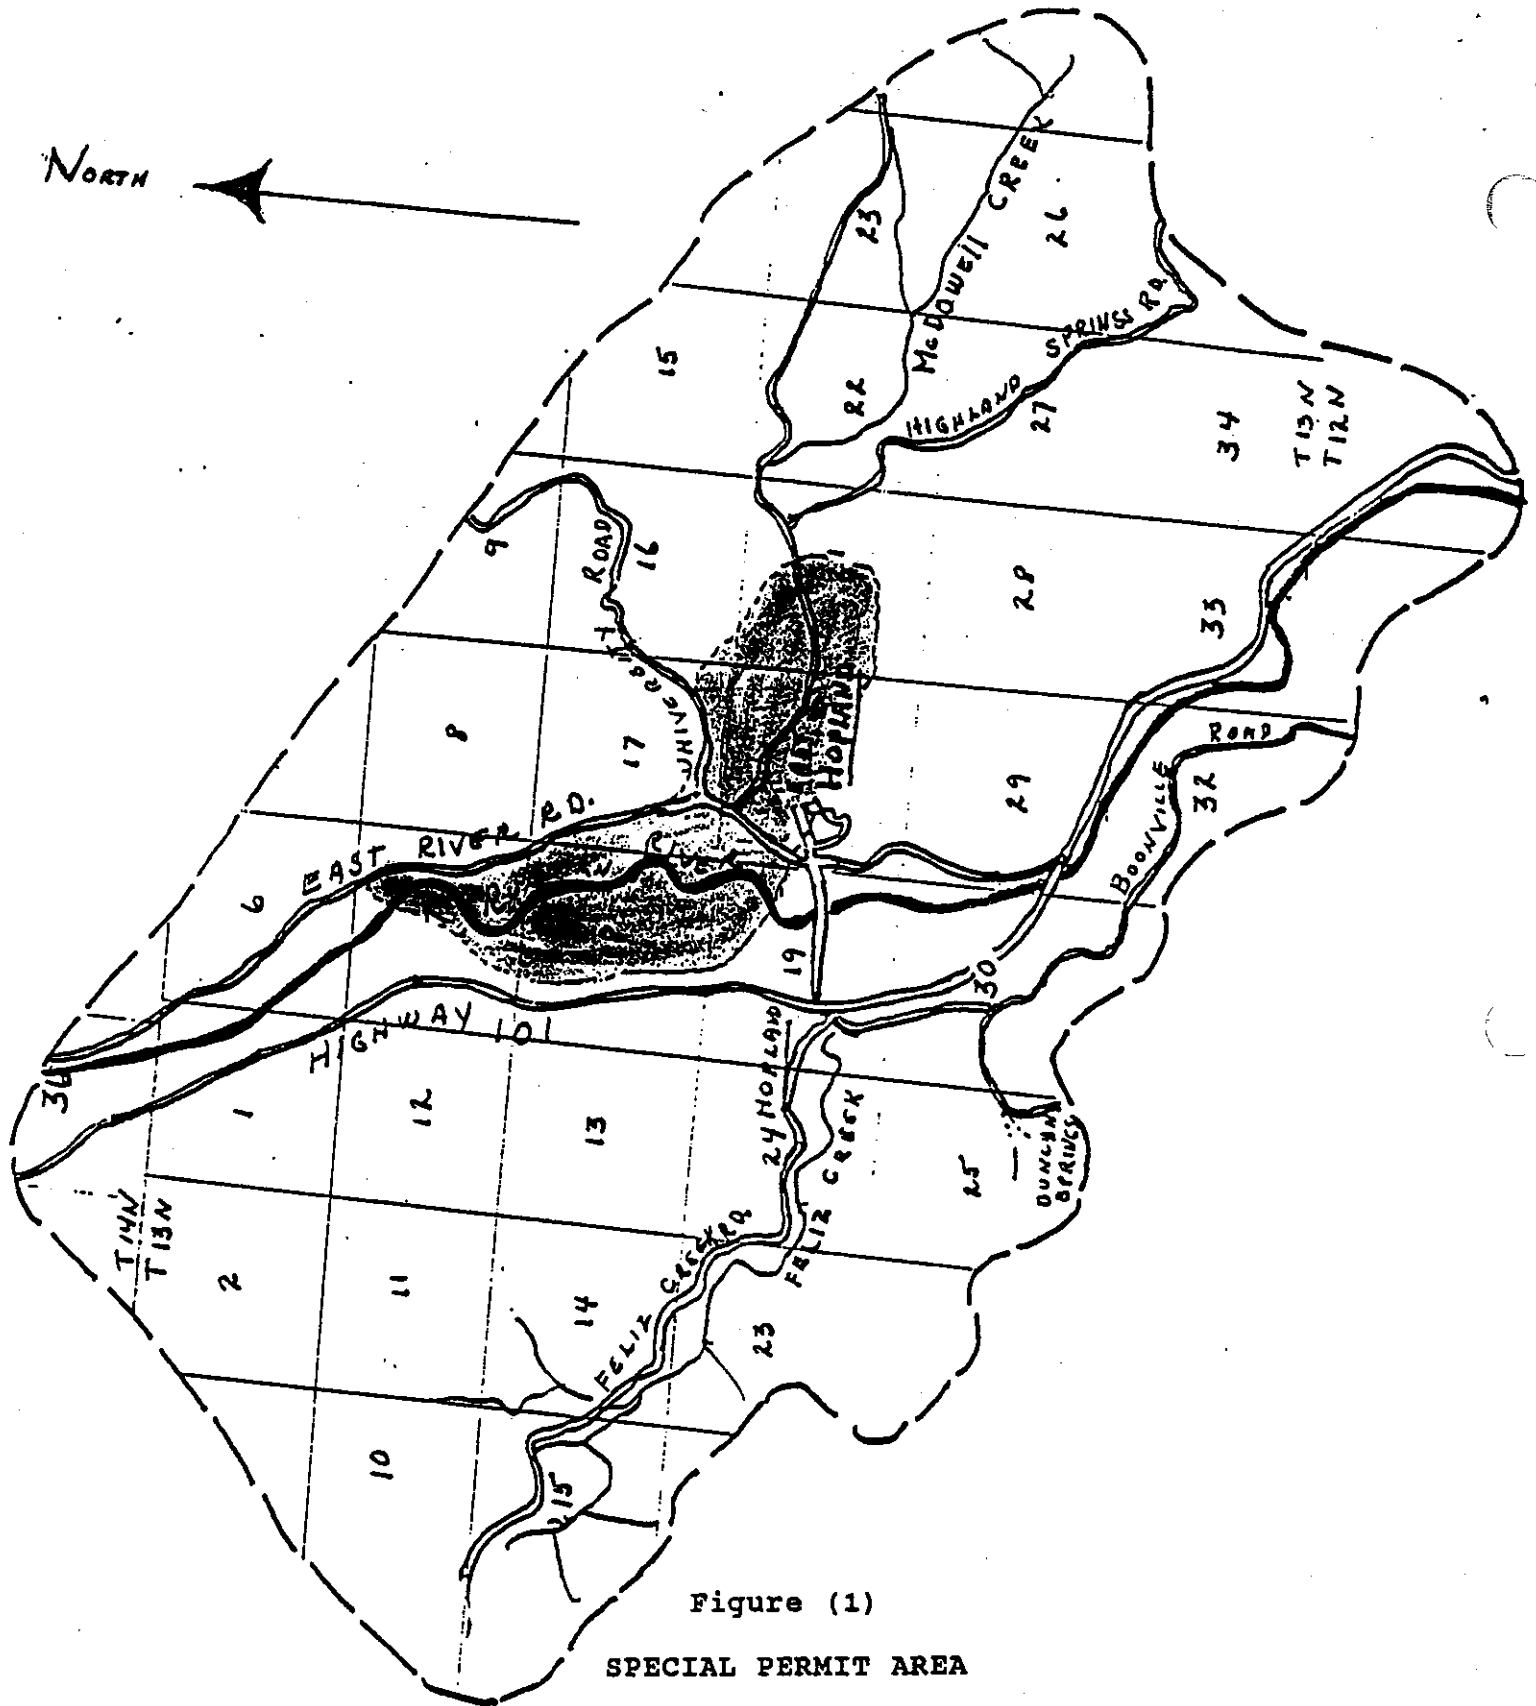 NORTH
McDOWELL CREEK
23
26
15
22
HIGHLAND SPRINGS RD.
27
34
T13N
T12N
9
UNIVERSITY ROAD
16
28
33
8
17
EAST
HOPLAND
29
BOONVILLE ROAD
32
EAST RIVER RD.
RIVER
6
19
30
HIGHWAY 101
36
1
12
13
24
HOPLAND
FELIZ CREEK
25
DUNCAN
SPRINGS
T14N
T13N
2
11
14
FELIZ CREEK RD.
23
10
15
Figure (1)
SPECIAL PERMIT AREA